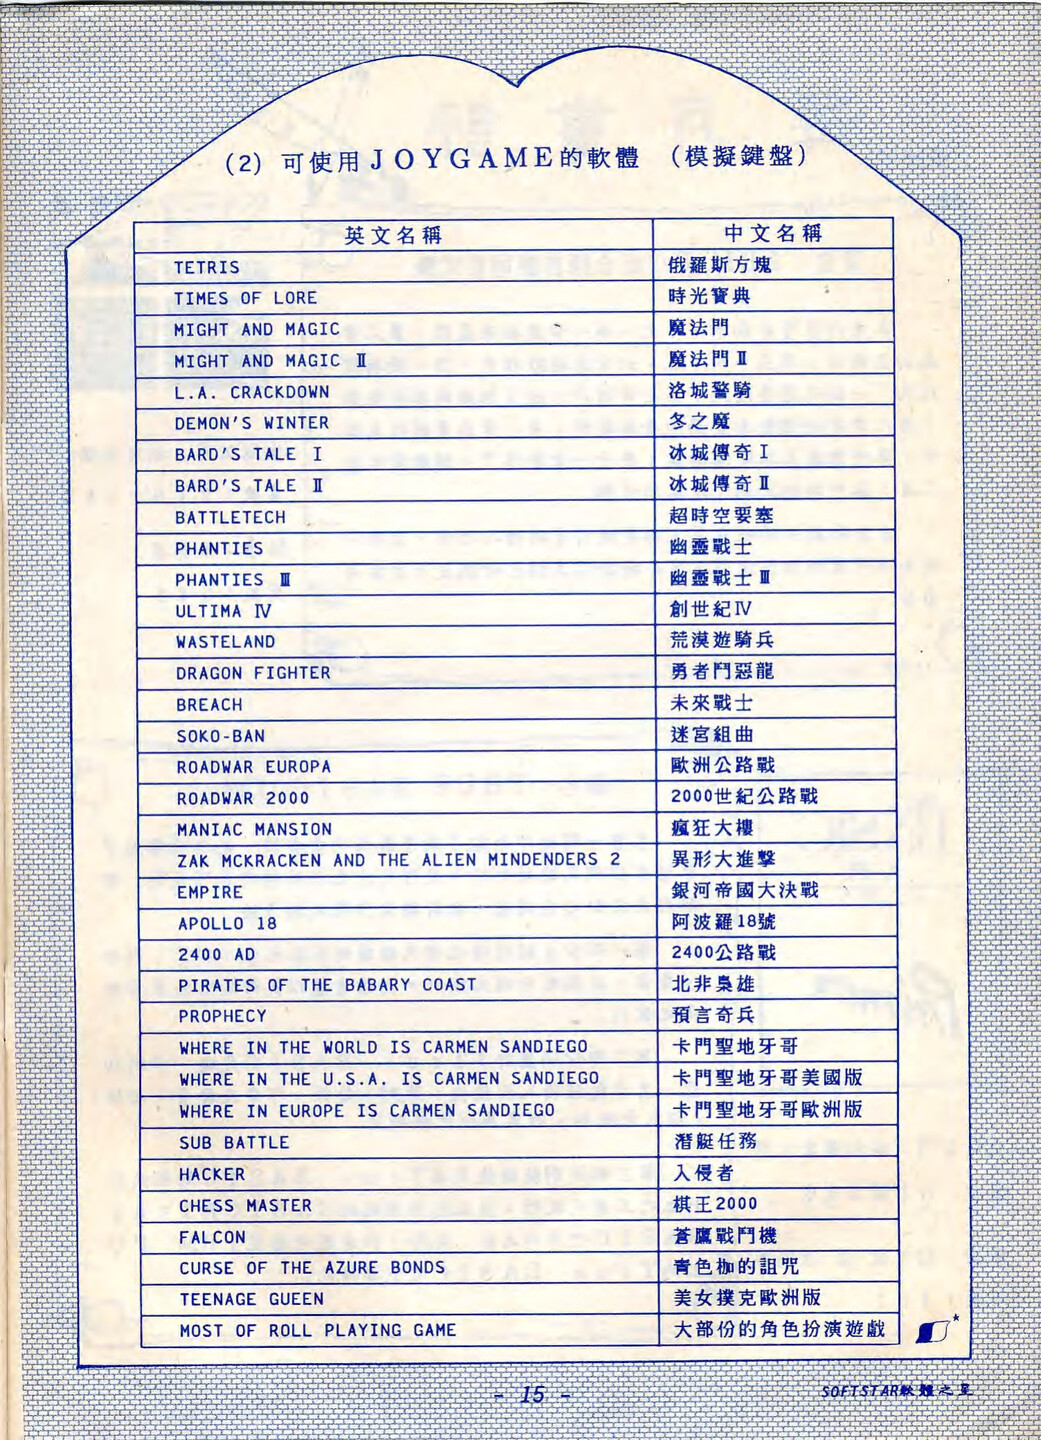 (2) 可使用JOYGAME的軟體 (模擬鍵盤)
英文名稱 中文名稱
TETRIS 俄羅斯方塊
TIMES OF LORE 時光寶典
MIGHT AND MAGIC 魔法門
MIGHT AND MAGIC Ⅱ 魔法門Ⅱ
L.A. CRACKDOWN 洛城警騎
DEMON'S WINTER 冬之魔
BARD'S TALE Ⅰ 冰城傳奇Ⅰ
BARD'S TALE Ⅱ 冰城傳奇Ⅱ
BATTLETECH 超時空要塞
PHANTIES 幽靈戰士
PHANTIES Ⅲ 幽靈戰士Ⅲ
ULTIMA Ⅳ 創世紀Ⅳ
WASTELAND 荒漠遊騎兵
DRAGON FIGHTER 勇者鬥惡龍
BREACH 未來戰士
SOKO-BAN 迷宮組曲
ROADWAR EUROPA 歐洲公路戰
ROADWAR 2000 2000世紀公路戰
MANIAC MANSION 瘋狂大樓
ZAK MCKRACKEN AND THE ALIEN MINDENDERS 2 異形大進擊
EMPIRE 銀河帝國大決戰
APOLLO 18 阿波羅18號
2400 AD 2400公路戰
PIRATES OF THE BABARY COAST 北非梟雄
PROPHECY 預言奇兵
WHERE IN THE WORLD IS CARMEN SANDIEGO 卡門聖地牙哥
WHERE IN THE U.S.A. IS CARMEN SANDIEGO 卡門聖地牙哥美國版
WHERE IN EUROPE IS CARMEN SANDIEGO 卡門聖地牙哥歐洲版
SUB BATTLE 潛艇任務
HACKER 入侵者
CHESS MASTER 棋王2000
FALCON 蒼鷹戰鬥機
CURSE OF THE AZURE BONDS 青色枷的詛咒
TEENAGE GUEEN 美女撲克歐洲版
MOST OF ROLL PLAYING GAME 大部份的角色扮演遊戲
- 15 -
SOFTSTAR軟體之星